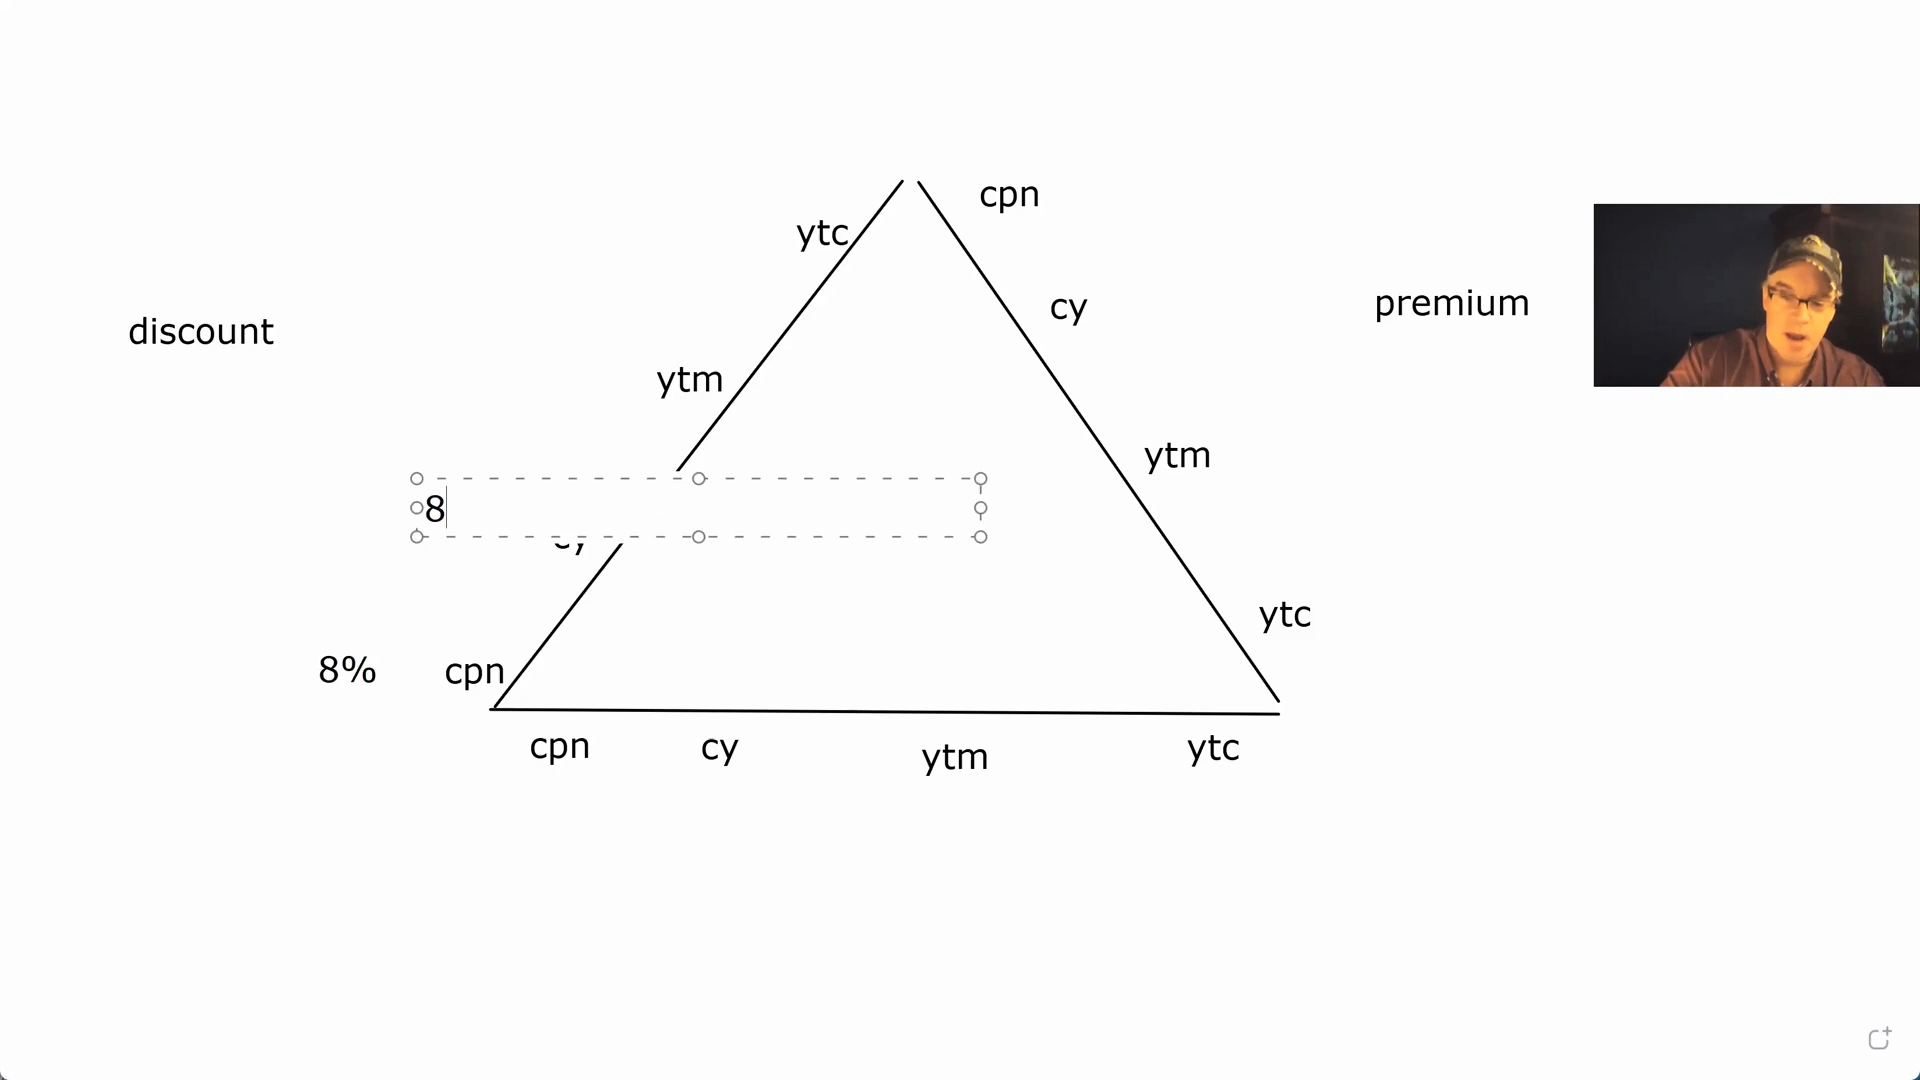 cpn
ytc
cy
premium
discount
ytm
ytm
8
ytc
8% cpn
cpn cy ytm ytc